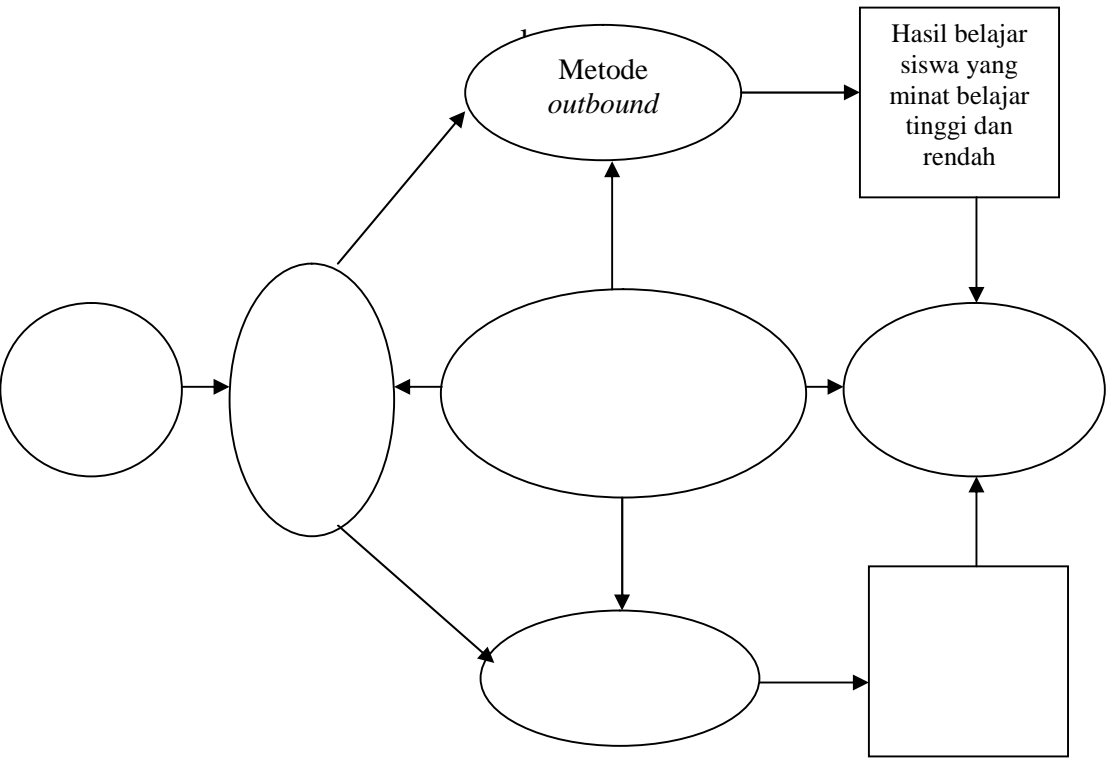 Metode
outbound
Hasil belajar
siswa yang
minat belajar
tinggi dan
rendah